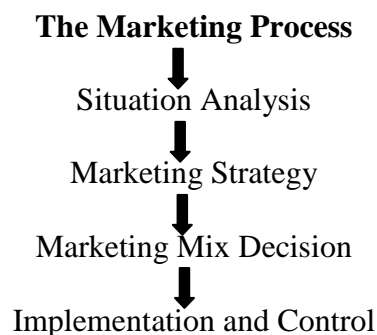 The Marketing Process
Situation Analysis
Marketing Strategy
Marketing Mix Decision
Implementation and Control